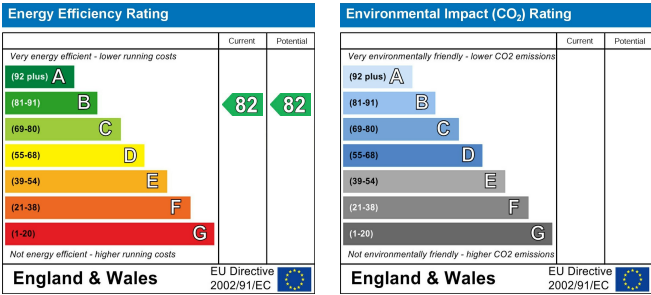 Energy Efficiency Rating
Current Potential
Very energy efficient - lower running costs
(92 plus) A
(81-91) B 82 82
(69-80) C
(55-68) D
(39-54) E
(21-38) F
(1-20) G
Not energy efficient - higher running costs
England & Wales
EU Directive
2002/91/EC
Environmental Impact (CO₂) Rating
Current Potential
Very environmentally friendly - lower CO2 emissions
(92 plus) A
(81-91) B
(69-80) C
(55-68) D
(39-54) E
(21-38) F
(1-20) G
Not environmentally friendly - higher CO2 emissions
England & Wales
EU Directive
2002/91/EC